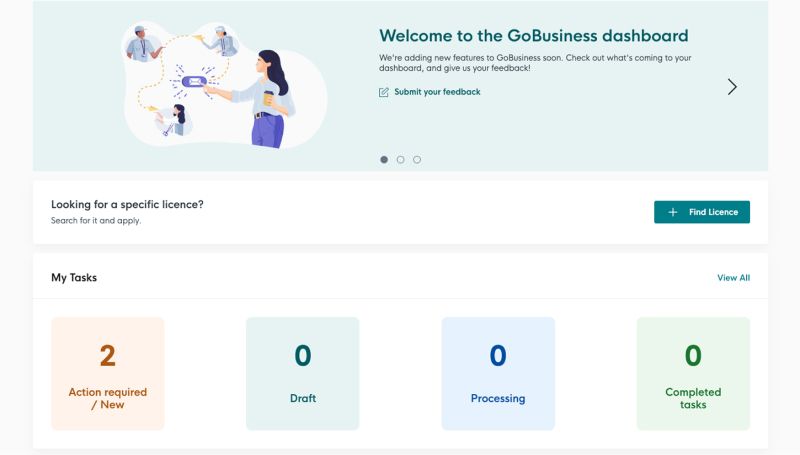 Welcome to the GoBusiness dashboard
We're adding new features to GoBusiness soon. Check out what's coming to your
dashboard, and give us your feedback!
Submit your feedback
Looking for a specific licence?
Search for it and apply.
Find Licence
My Tasks
View All
2
Action required
/ New
0
Draft
0
Processing
0
Completed
tasks